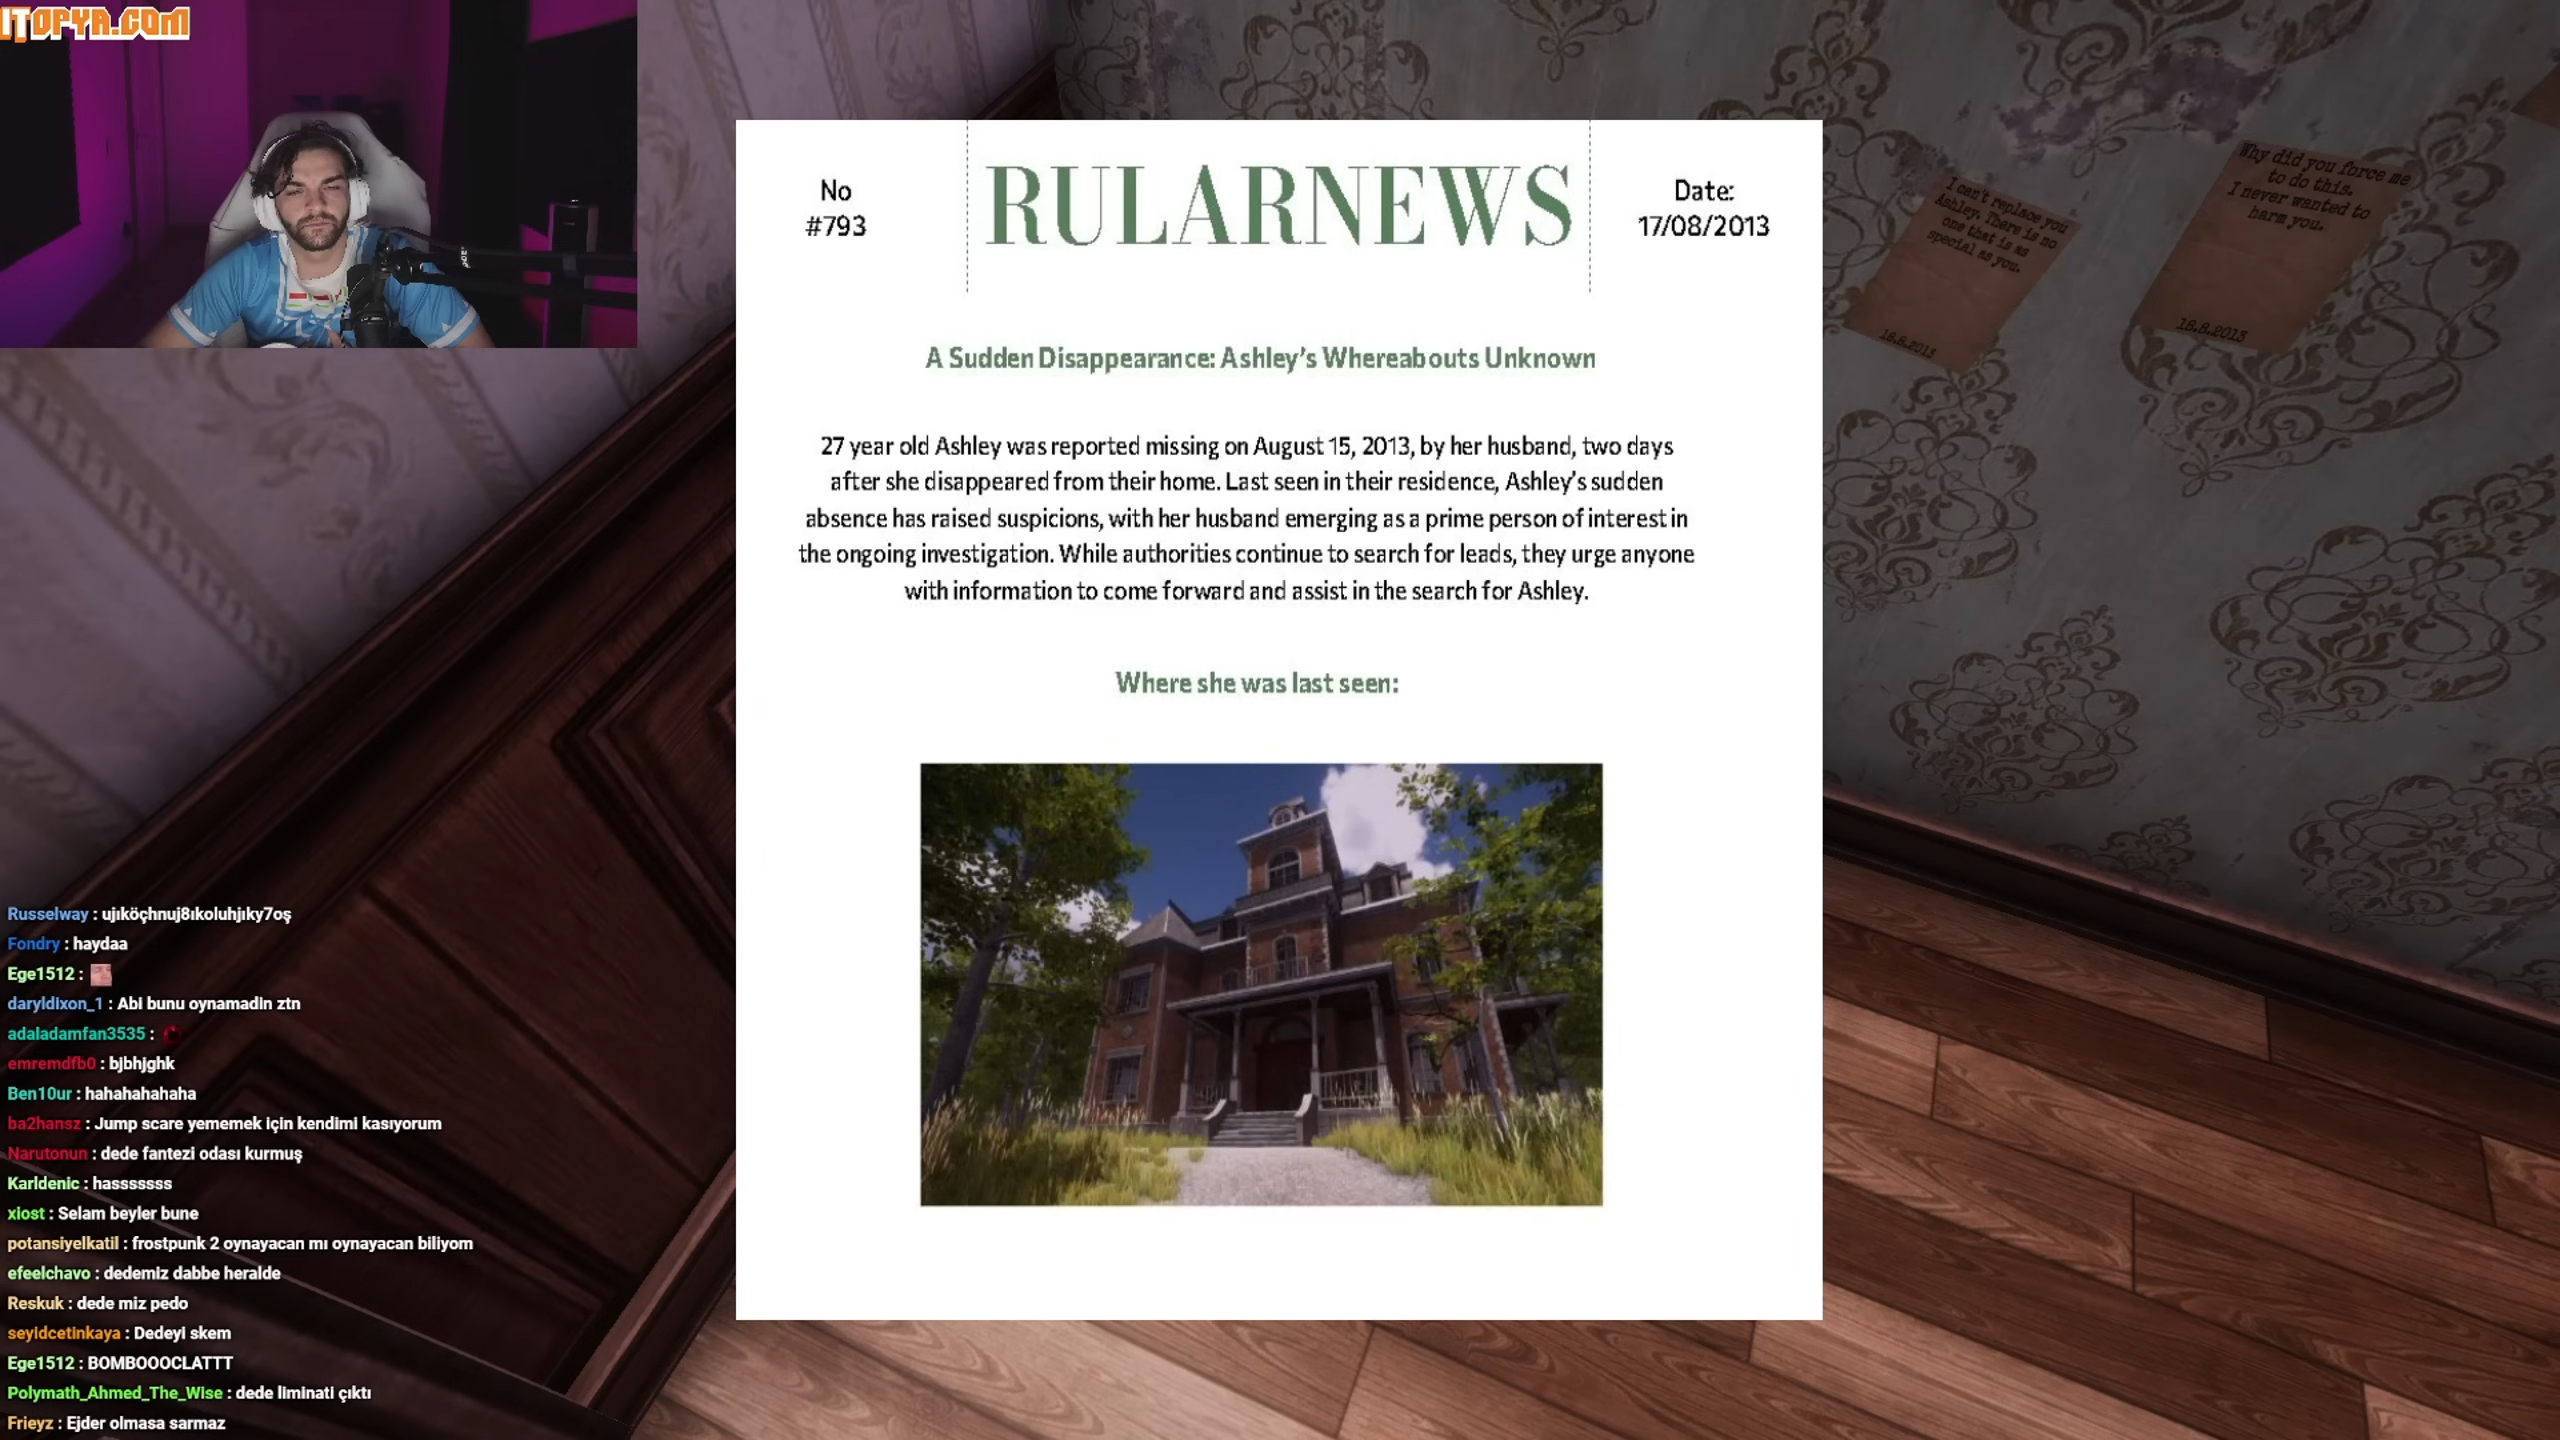 ITOPYA.COM
No
#793
RULARNEWS
Date:
17/08/2013
A Sudden Disappearance: Ashley's Whereabouts Unknown
27 year old Ashley was reported missing on August 15, 2013, by her husband, two days
after she disappeared from their home. Last seen in their residence, Ashley's sudden
absence has raised suspicions, with her husband emerging as a prime person of interest in
the ongoing investigation. While authorities continue to search for leads, they urge anyone
with information to come forward and assist in the search for Ashley.
Where she was last seen:
I can't replace you
Ashley. There is no
one that is as
special as you.
18.8.2013
Why did you force me
to do this.
I never wanted to
harm you.
18.8.2013
Russelway : ujıköçhnuj8ıkoluhjıky7oş
Fondry : haydaa
Ege1512 :
daryldixon_1 : Abi bunu oynamadin ztn
adaladamfan3535 :
emremdfb0 : bjbhjghk
Ben10ur : hahahahahaha
ba2hansz : Jump scare yememek için kendimi kasıyorum
Narutonun : dede fantezi odası kurmuş
Karldenic : hasssssss
xiost : Selam beyler bune
potansiyelkatil : frostpunk 2 oynayacan mı oynayacan biliyom
efeelchavo : dedemiz dabbe heralde
Reskuk : dede miz pedo
seyidcetinkaya : Dedeyi skem
Ege1512 : BOMBOOOCLATTT
Polymath_Ahmed_The_Wise : dede liminati çıktı
Frieyz : Ejder olmasa sarmaz